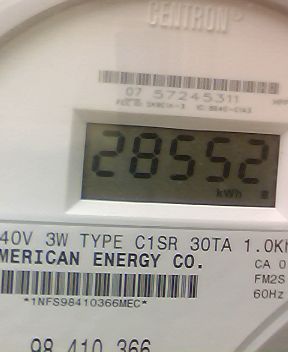 CENTRON®
07 57245311
28552
kWh
40V 3W TYPE C1SR 30TA 1.0K
MERICAN ENERGY CO.
CA 0
FM2S
60Hz
*1NFS98410366MEC*
98 410 366